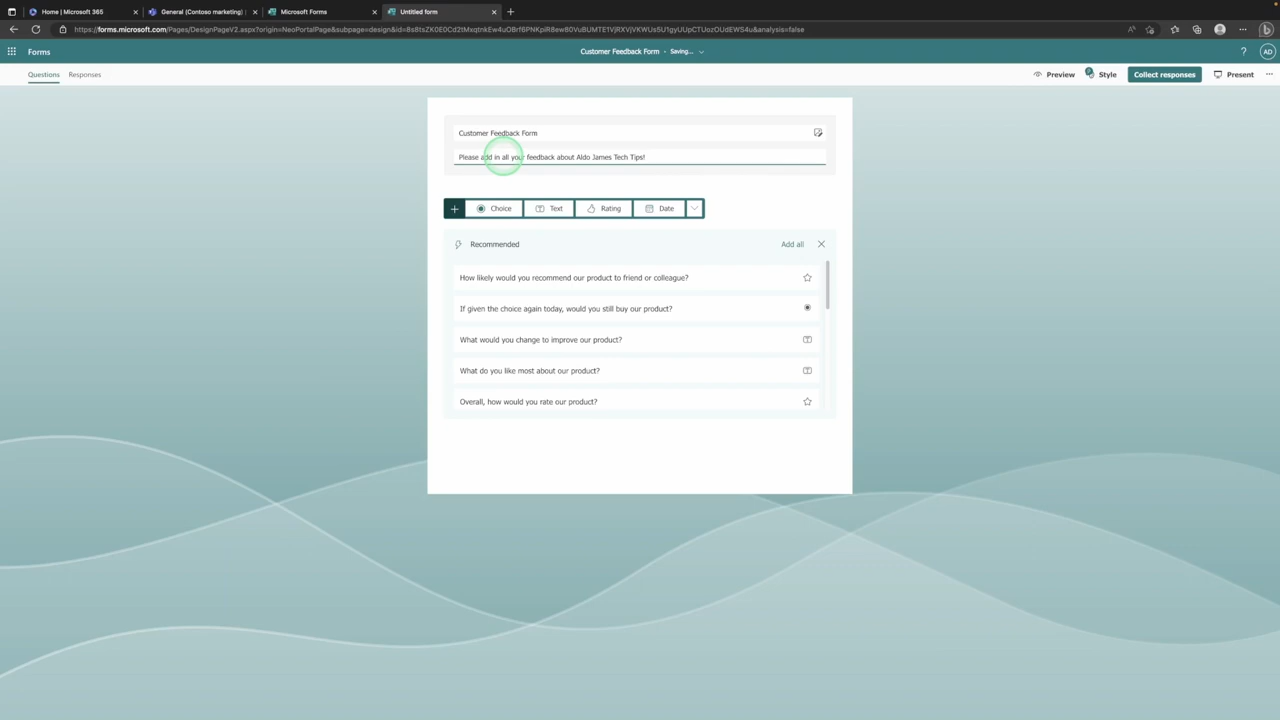 Home | Microsoft 365
General (Contoso marketing) |
Microsoft Forms
Untitled form
Forms
Customer Feedback Form · Saving...
?
AD
Questions
Responses
Preview
Style
Collect responses
Present
Customer Feedback Form
Please add in all your feedback about Aldo James Tech Tips!
Choice
Text
Rating
Date
Recommended
Add all
How likely would you recommend our product to friend or colleague?
If given the choice again today, would you still buy our product?
What would you change to improve our product?
What do you like most about our product?
Overall, how would you rate our product?